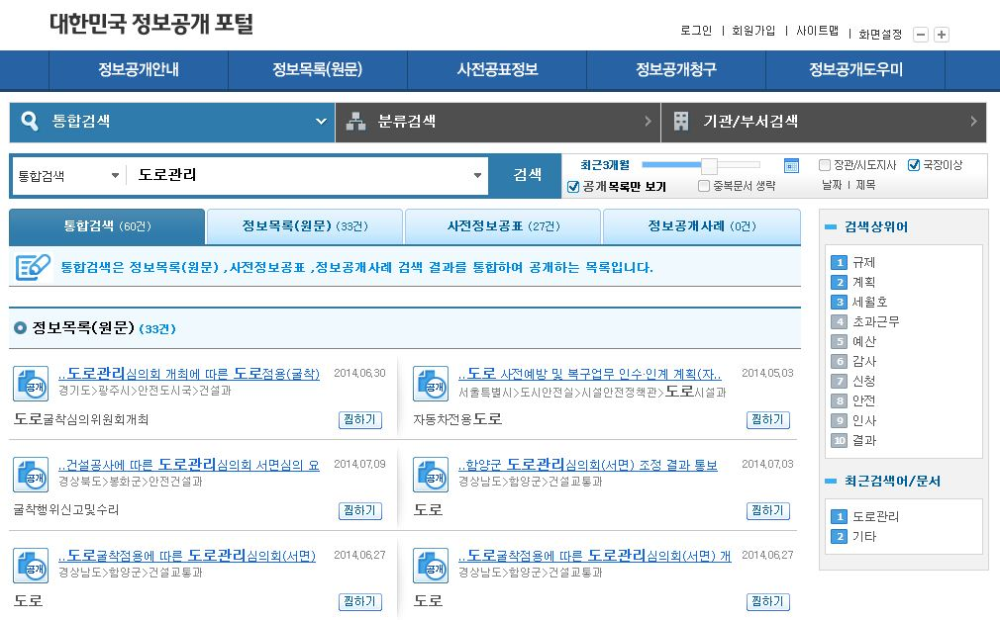 대한민국 정보공개 포털
로그인 | 회원가입 | 사이트맵 | 화면설정
정보공개안내 정보목록(원문) 사전공표정보 정보공개청구 정보공개도우미
통합검색 분류검색 기관/부서검색
통합검색 도로관리 검색
최근3개월 장관/시도지사 국장이상
공개목록만 보기 중복문서 생략 날짜 | 제목
통합검색 (60건) 정보목록(원문) (33건) 사전정보공표 (27건) 정보공개사례 (0건)
통합검색은 정보목록(원문) ,사전정보공표 ,정보공개사례 검색 결과를 통합하여 공개하는 목록입니다.
정보목록(원문) (33건)
공개 ..도로관리심의회 개최에 따른 도로점용(굴착) 2014,06,30
경기도>광주시>안전도시국>건설과
도로굴착심의위원회개최 찜하기
공개 ..도로 사전예방 및 복구업무 인수·인계 계획(자.. 2014,05,03
서울특별시>도시안전실>시설안전정책관>도로시설과
자동차전용도로 찜하기
공개 ..건설공사에 따른 도로관리심의회 서면심의 요 2014,07,09
경상북도>봉화군>안전건설과
굴착행위신고및수리 찜하기
공개 ..함양군 도로관리심의회(서면) 조정 결과 통보 2014,07,03
경상남도>함양군>건설교통과
도로 찜하기
공개 ..도로굴착점용에 따른 도로관리심의회(서면) 2014,06,27
경상남도>함양군>건설교통과
도로 찜하기
공개 ..도로굴착점용에 따른 도로관리심의회(서면) 개 2014,06,27
경상남도>함양군>건설교통과
도로 찜하기
검색상위어
1 규제
2 계획
3 세월호
4 초과근무
5 예산
6 감사
7 신청
8 안전
9 인사
10 결과
최근검색어/문서
1 도로관리
2 기타